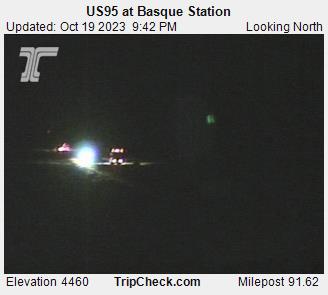 US95 at Basque Station
Updated: Oct 19 2023 9:42 PM Looking North
Elevation 4460 TripCheck.com Milepost 91.62